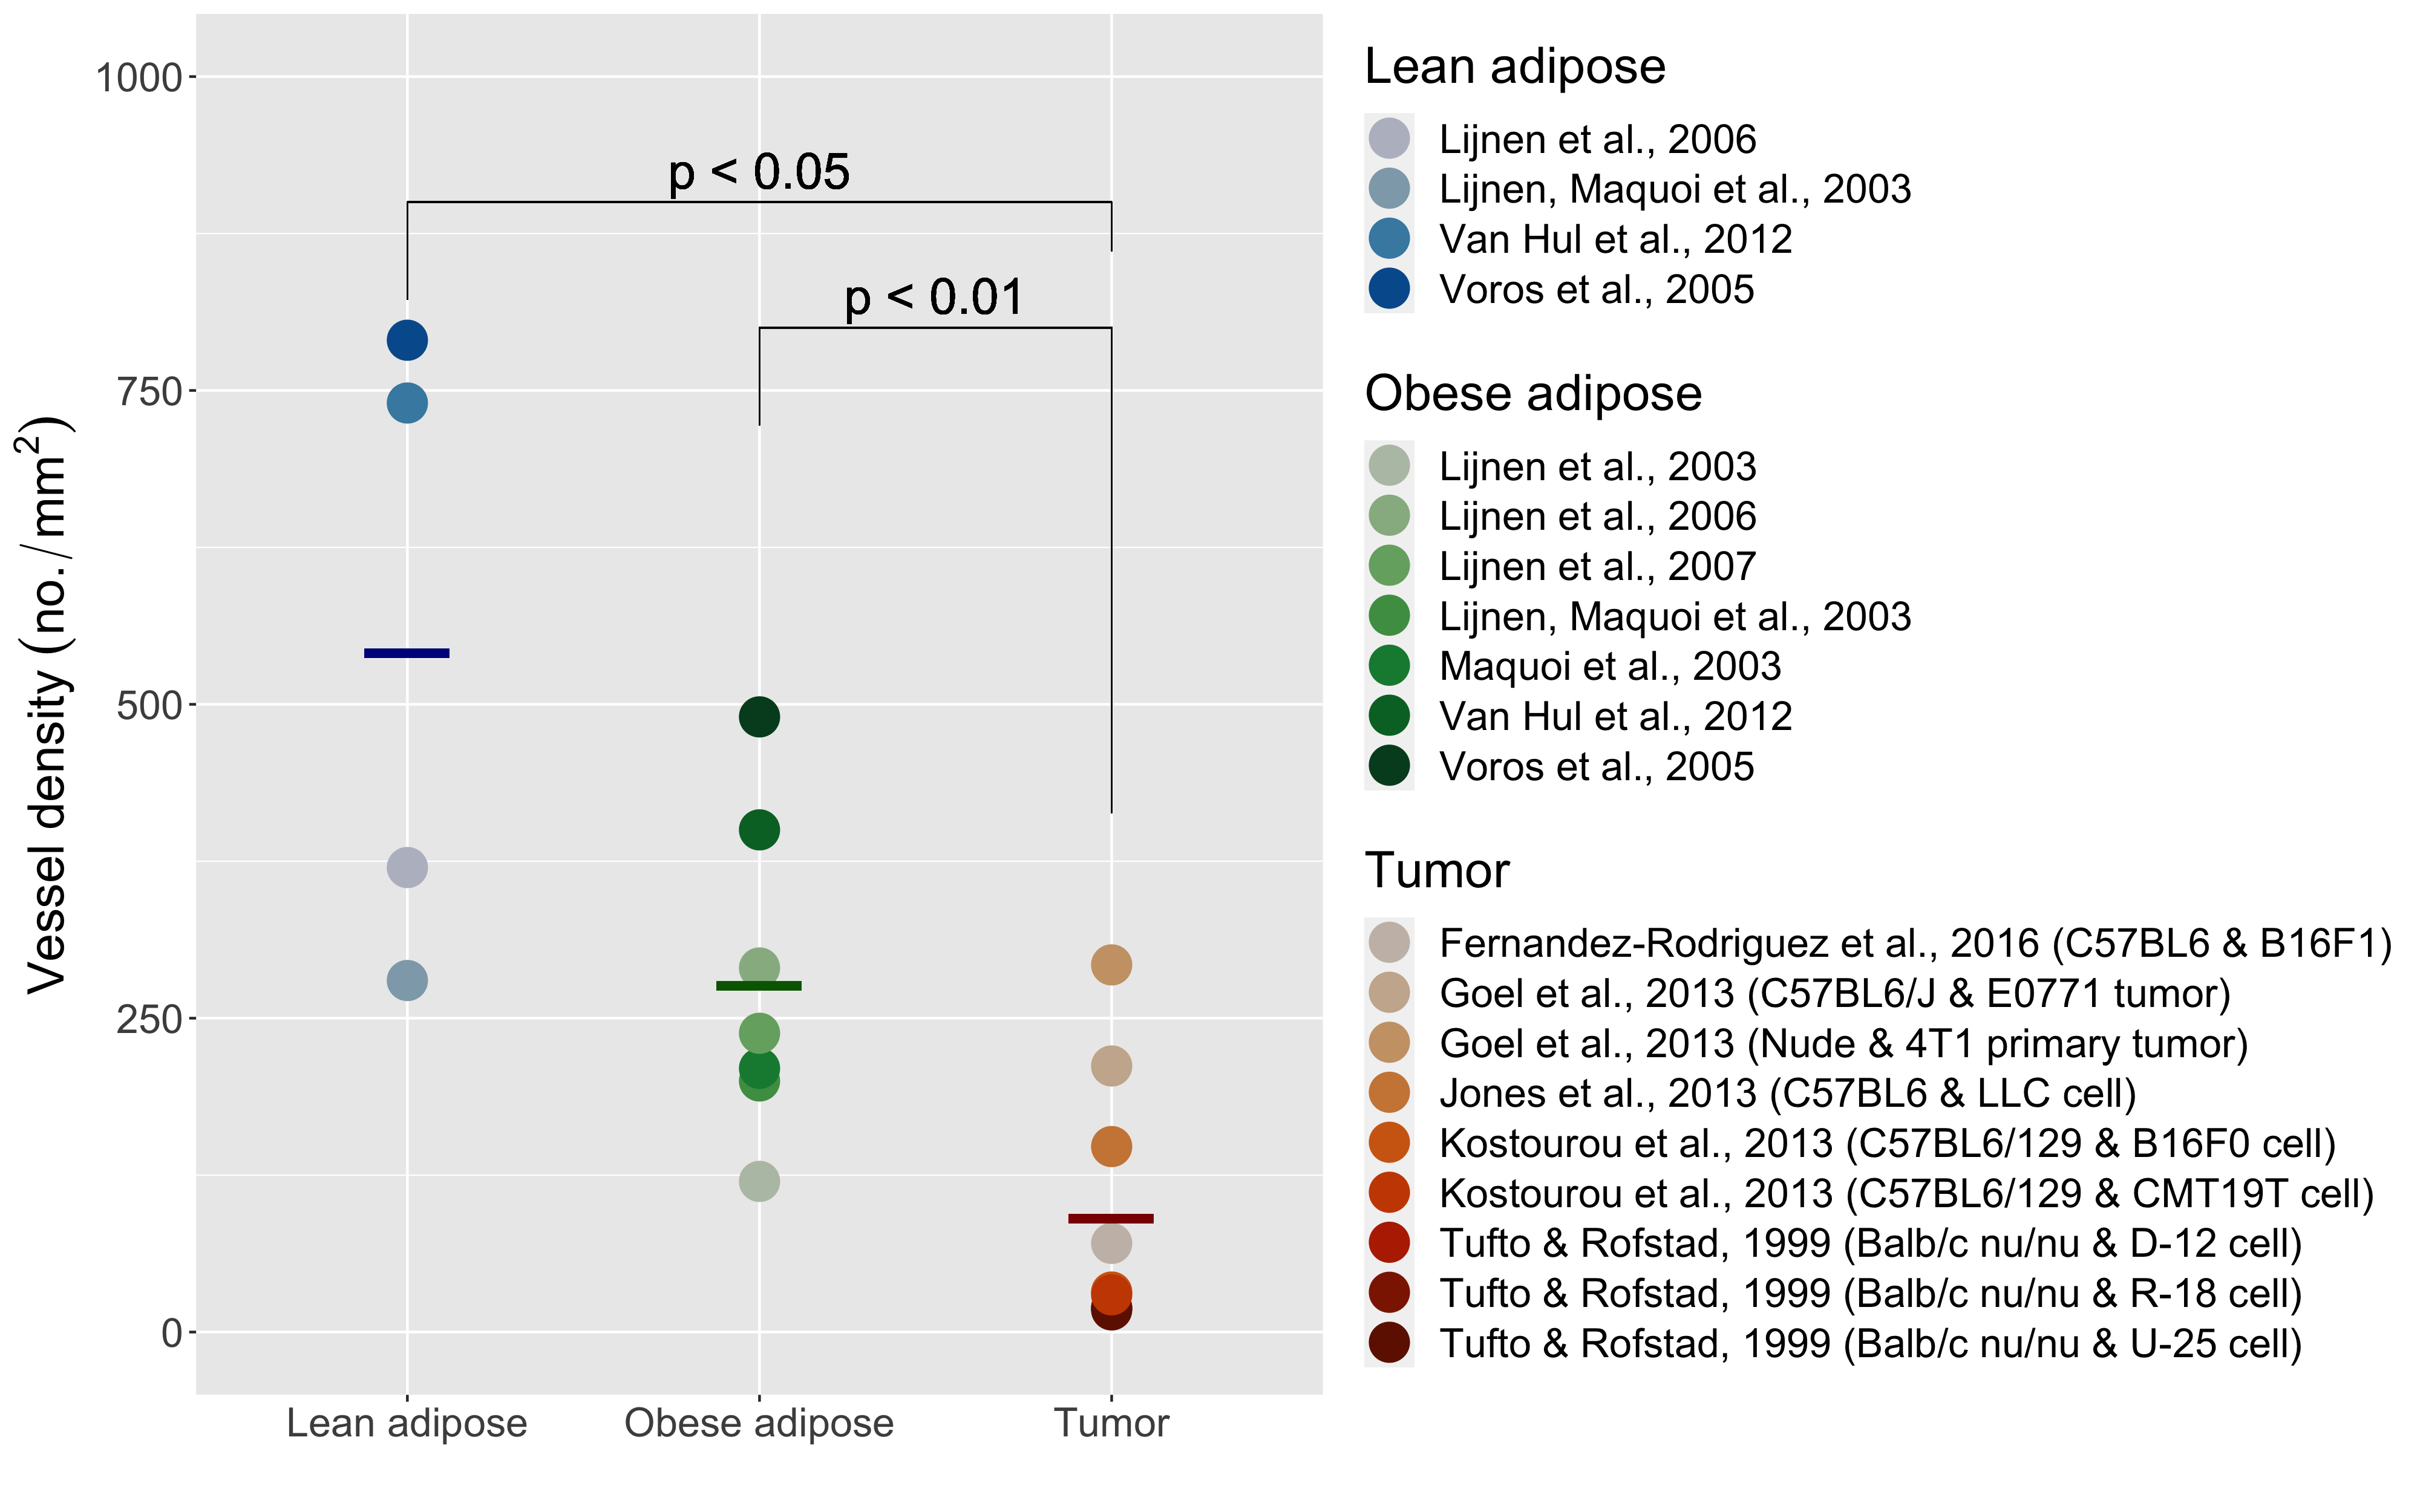 Vessel density (no./mm²)
1000
750
500
250
0
p < 0.05
p < 0.01
Lean adipose
Obese adipose
Tumor
Lean adipose
Lijnen et al., 2006
Lijnen, Maquoi et al., 2003
Van Hul et al., 2012
Voros et al., 2005
Obese adipose
Lijnen et al., 2003
Lijnen et al., 2006
Lijnen et al., 2007
Lijnen, Maquoi et al., 2003
Maquoi et al., 2003
Van Hul et al., 2012
Voros et al., 2005
Tumor
Fernandez-Rodriguez et al., 2016 (C57BL6 & B16F1)
Goel et al., 2013 (C57BL6/J & E0771 tumor)
Goel et al., 2013 (Nude & 4T1 primary tumor)
Jones et al., 2013 (C57BL6 & LLC cell)
Kostourou et al., 2013 (C57BL6/129 & B16F0 cell)
Kostourou et al., 2013 (C57BL6/129 & CMT19T cell)
Tufto & Rofstad, 1999 (Balb/c nu/nu & D-12 cell)
Tufto & Rofstad, 1999 (Balb/c nu/nu & R-18 cell)
Tufto & Rofstad, 1999 (Balb/c nu/nu & U-25 cell)